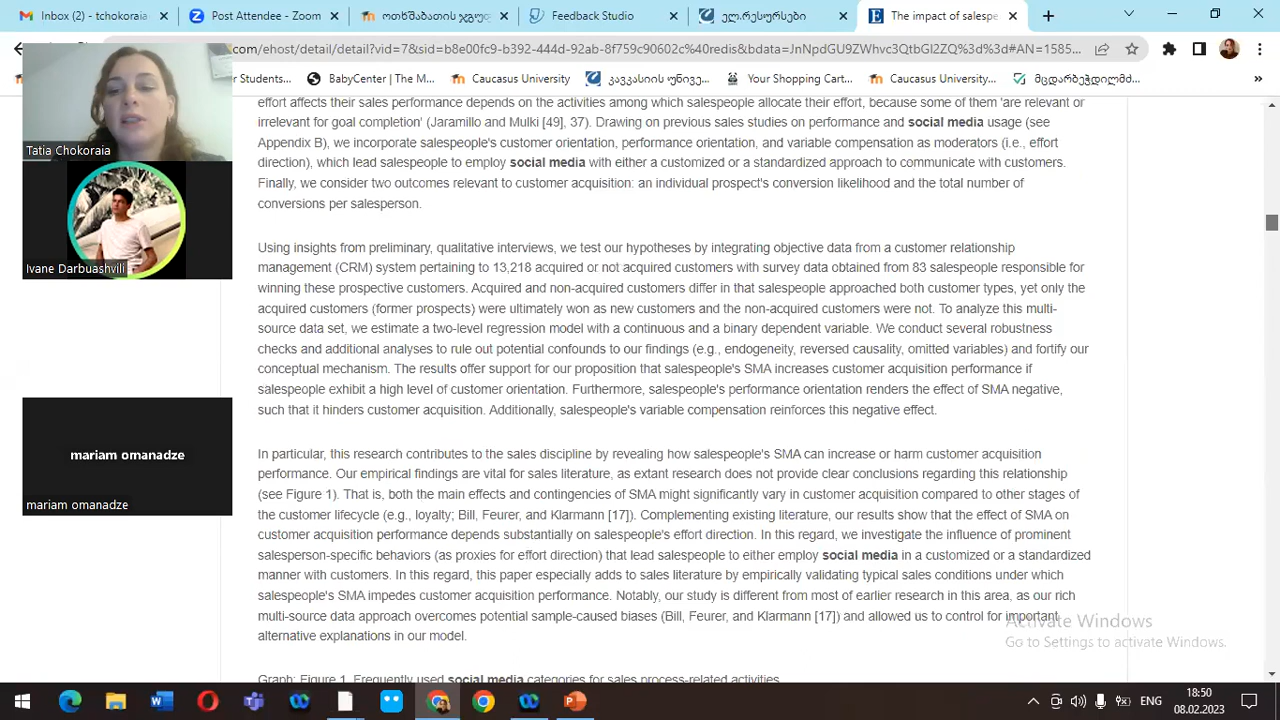 Gmail
Attendee
Feedback Studio
Details of salespe
com/ehost/detail/detail?vid=7&sid=b8e00fc9-b392-444d-92ab-8f759c90602c%40redis&bdata=JnNpdGU9ZWhvc3QtbGl2ZQ%3d%3d#AN=1585...
Students...
BabyCenter | The M...
Caucasus University
კავკასიის უნივე...
Your Shopping Cart...
Caucasus University...
მცდარბეჭდილმძ...
»
effort affects their sales performance depends on the activities among which salespeople allocate their effort, because some of them 'are relevant or
irrelevant for goal completion' (Jaramillo and Mulki [49], 37). Drawing on previous sales studies on performance and social media usage (see
Appendix B), we incorporate salespeople's customer orientation, performance orientation, and variable compensation as moderators (i.e., effort
direction), which lead salespeople to employ social media with either a customized or a standardized approach to communicate with customers.
Finally, we consider two outcomes relevant to customer acquisition: an individual prospect's conversion likelihood and the total number of
conversions per salesperson.
Using insights from preliminary, qualitative interviews, we test our hypotheses by integrating objective data from a customer relationship
management (CRM) system pertaining to 13,218 acquired or not acquired customers with survey data obtained from 83 salespeople responsible for
winning these prospective customers. Acquired and non-acquired customers differ in that salespeople approached both customer types, yet only the
acquired customers (former prospects) were ultimately won as new customers and the non-acquired customers were not. To analyze this multi-
source data set, we estimate a two-level regression model with a continuous and a binary dependent variable. We conduct several robustness
checks and additional analyses to rule out potential confounds to our findings (e.g., endogeneity, reversed causality, omitted variables) and fortify our
conceptual mechanism. The results offer support for our proposition that salespeople's SMA increases customer acquisition performance if
salespeople exhibit a high level of customer orientation. Furthermore, salespeople's performance orientation renders the effect of SMA negative,
such that it hinders customer acquisition. Additionally, salespeople's variable compensation reinforces this negative effect.
In particular, this research contributes to the sales discipline by revealing how salespeople's SMA can increase or harm customer acquisition
performance. Our empirical findings are vital for sales literature, as extant research does not provide clear conclusions regarding this relationship
(see Figure 1). That is, both the main effects and contingencies of SMA might significantly vary in customer acquisition compared to other stages of
the customer lifecycle (e.g., loyalty; Bill, Feurer, and Klarmann [17]). Complementing existing literature, our results show that the effect of SMA on
customer acquisition performance depends substantially on salespeople's effort direction. In this regard, we investigate the influence of prominent
salesperson-specific behaviors (as proxies for effort direction) that lead salespeople to either employ social media in a customized or a standardized
manner with customers. In this regard, this paper especially adds to sales literature by empirically validating typical sales conditions under which
salespeople's SMA impedes customer acquisition performance. Notably, our study is different from most of earlier research in this area, as our rich
multi-source data approach overcomes potential sample-caused biases (Bill, Feurer, and Klarmann [17]) and allowed us to control for important
alternative explanations in our model.
Graph: Figure 1. Frequently used social media categories for sales process-related activities.
Tatia Chokoraia
Ivane Darbuashvili
mariam omanadze
mariam omanadze
Activate Windows
Go to Settings to activate Windows.
ENG
18:50
08.02.2023